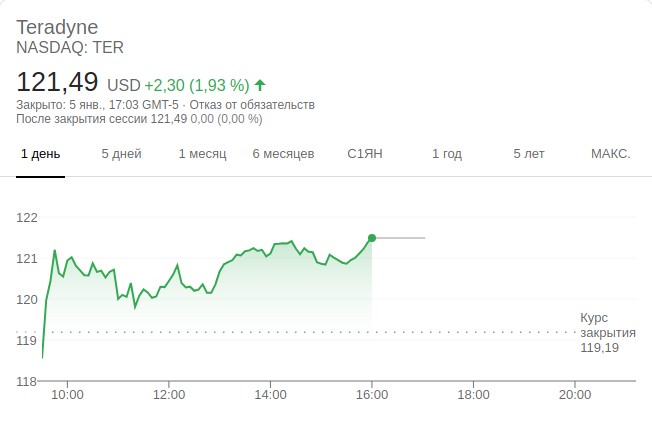 Teradyne
NASDAQ: TER
121,49 USD +2,30 (1,93 %)
Закрыто: 5 янв., 17:03 GMT-5 · Отказ от обязательств
После закрытия сессии 121,49 0,00 (0,00 %)
1 день 5 дней 1 месяц 6 месяцев С1ЯН 1 год 5 лет МАКС.
122
121
120
Курс
закрытия
119
119,19
118
10:00 12:00 14:00 16:00 18:00 20:00